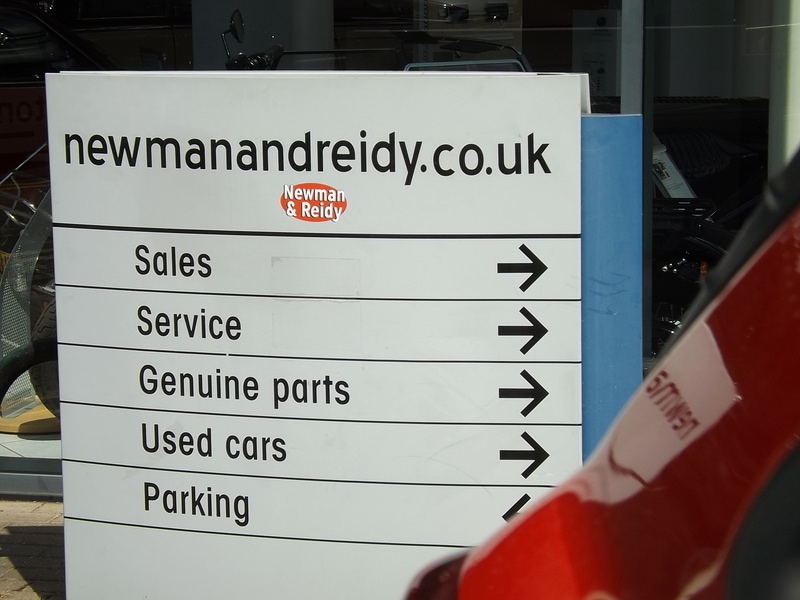 newmanandreidy.co.uk
Newman
& Reidy
Sales
Service
Genuine parts
Used cars
Parking